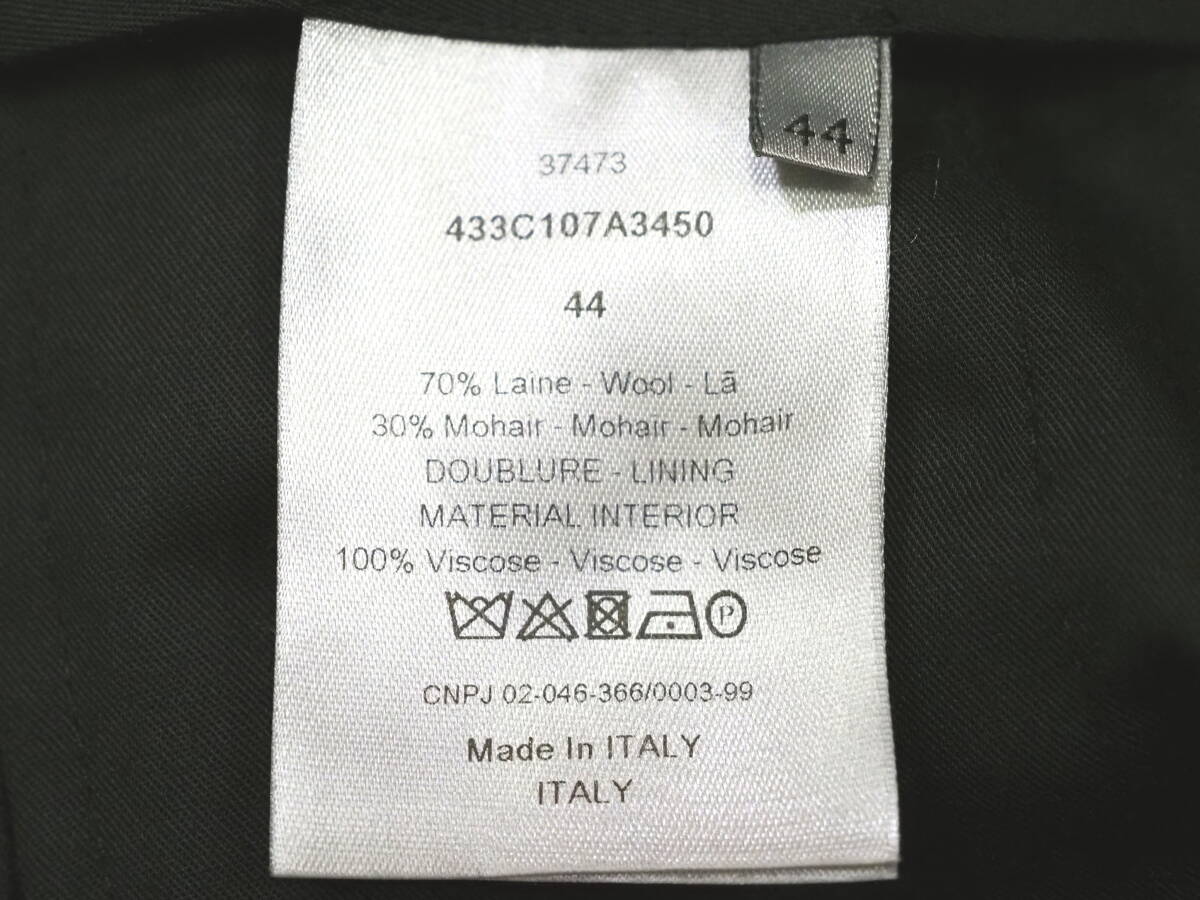 44
37473
433C107A3450
44
70% Laine - Wool - Lā
30% Mohair - Mohair - Mohair
DOUBLURE - LINING
MATERIAL INTERIOR
100% Viscose - Viscose - Viscose
P
CNPJ 02-046-366/0003-99
Made In ITALY
ITALY